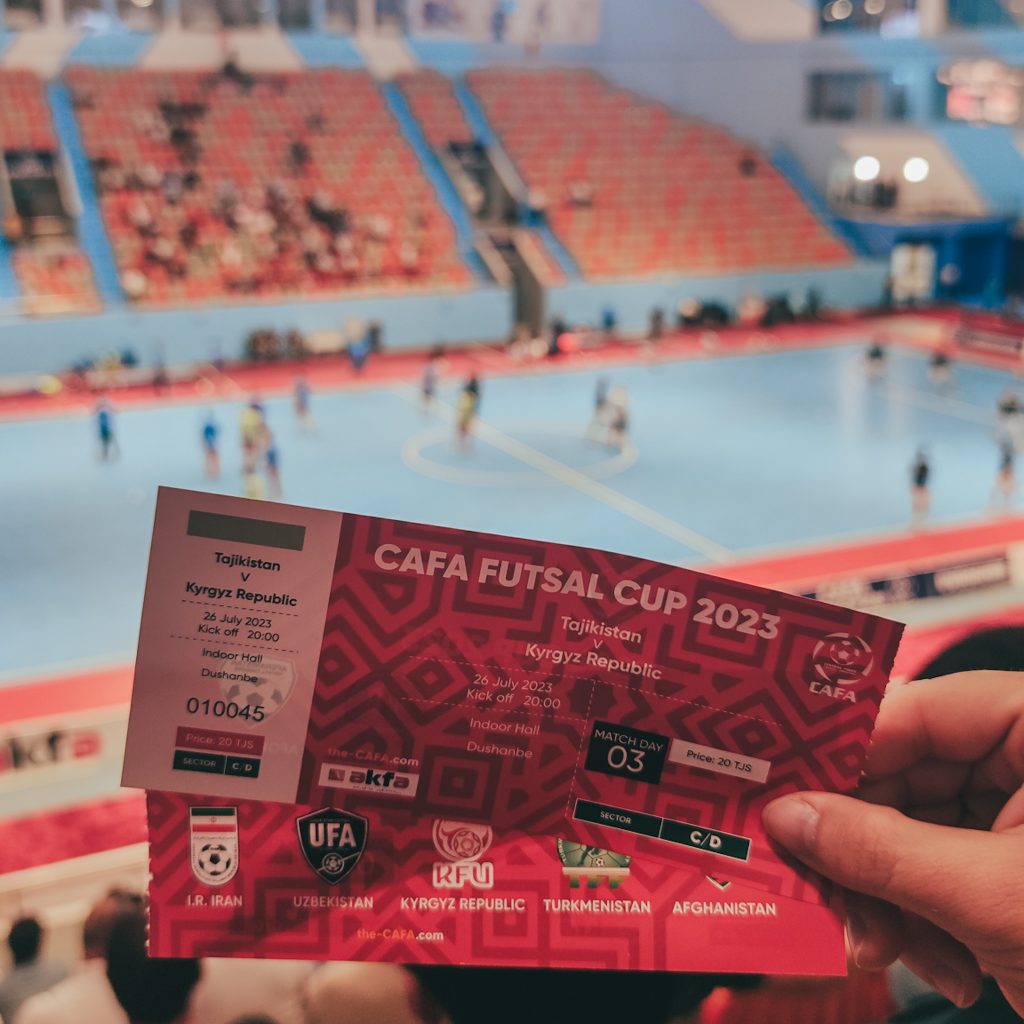 Tajikistan
v
Kyrgyz Republic
26 July 2023
Kick off 20:00
Indoor Hall
Dushanbe
010045
Price: 20 TJS
SECTOR C/D
CAFA FUTSAL CUP 2023
Tajikistan
v
Kyrgyz Republic
26 July 2023
Kick off 20:00
Indoor Hall
Dushanbe
CAFA
MATCH DAY
03
Price: 20 TJS
SECTOR C/D
the-CAFA.com
akfa
UFA
KFU
I.R. IRAN
UZBEKISTAN
KYRGYZ REPUBLIC
TURKMENISTAN
AFGHANISTAN
the-CAFA.com
akfa